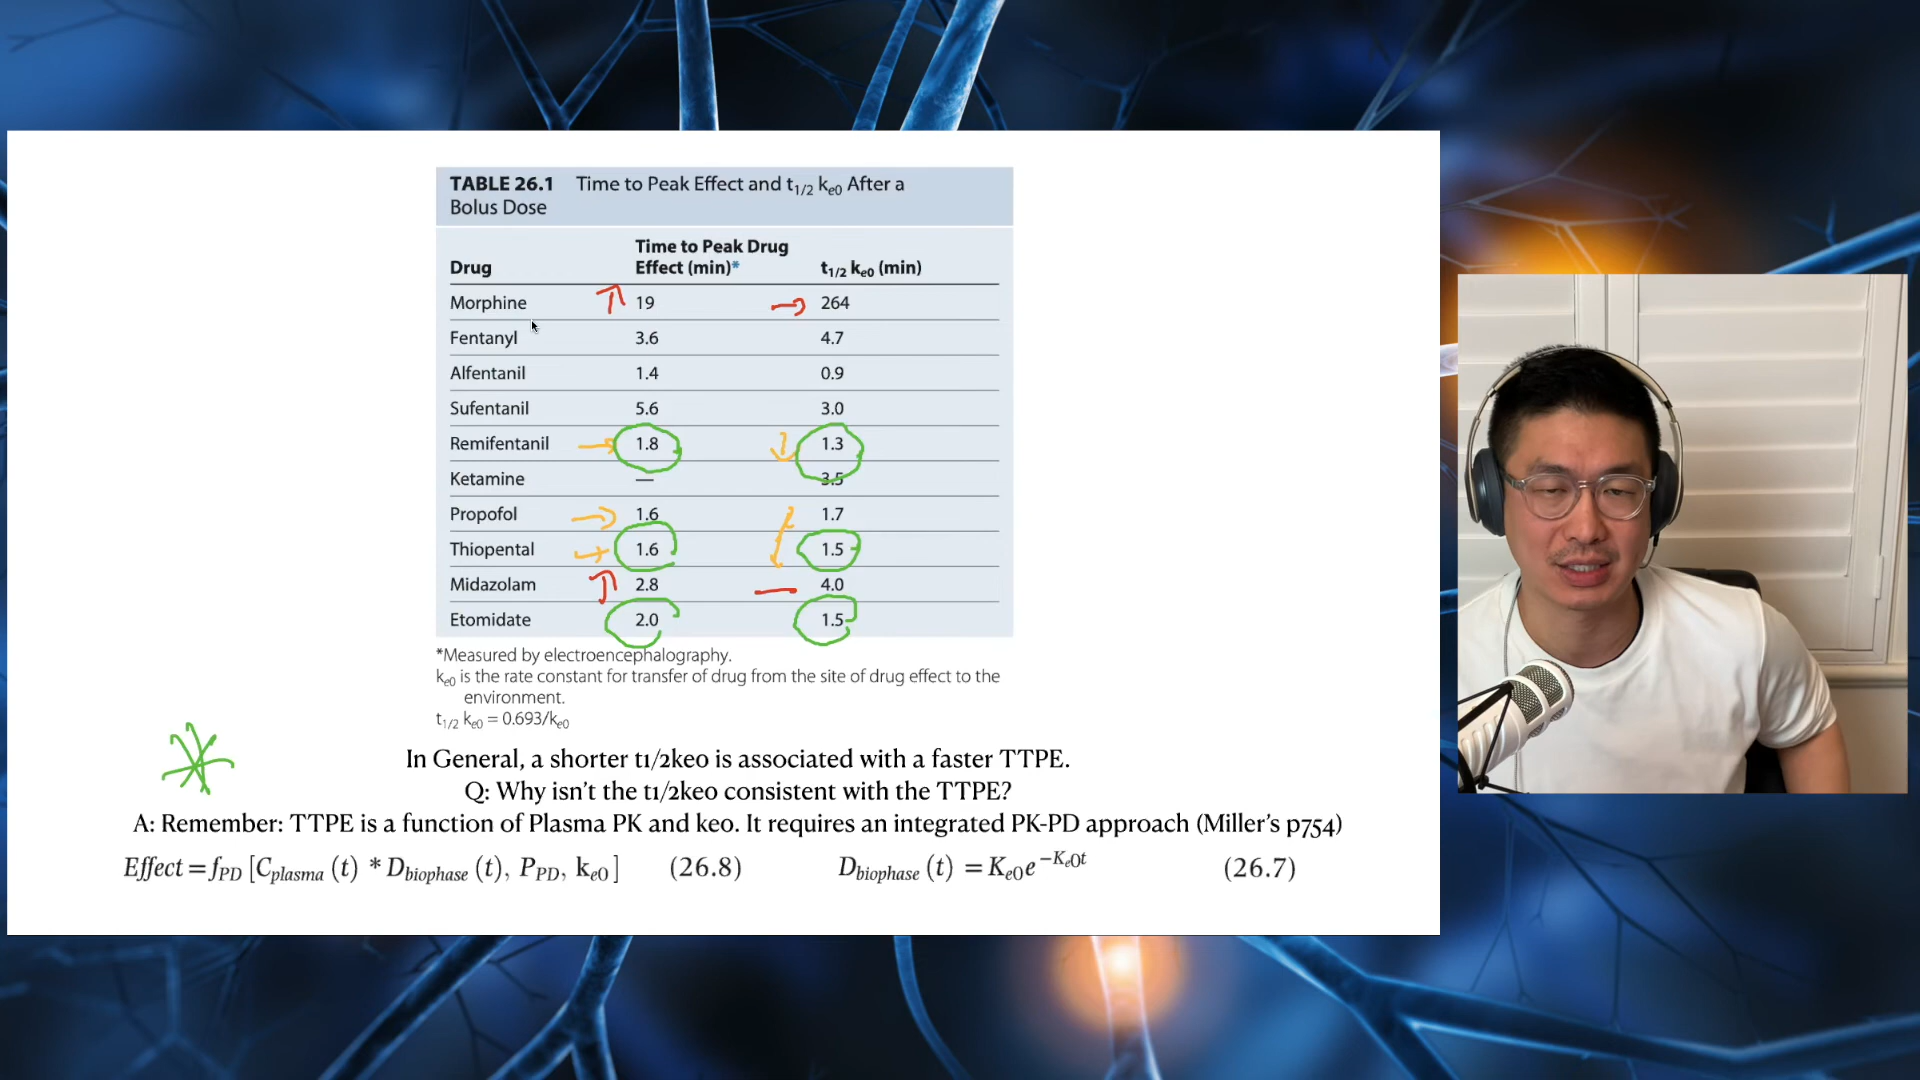 TABLE 26.1 Time to Peak Effect and t1/2 ke0 After a
Bolus Dose
Time to Peak Drug
Drug Effect (min)* t1/2 ke0 (min)
Morphine 19 264
Fentanyl 3.6 4.7
Alfentanil 1.4 0.9
Sufentanil 5.6 3.0
Remifentanil 1.8 1.3
Ketamine — 3.5
Propofol 1.6 1.7
Thiopental 1.6 1.5
Midazolam 2.8 4.0
Etomidate 2.0 1.5
*Measured by electroencephalography.
ke0 is the rate constant for transfer of drug from the site of drug effect to the
environment.
t1/2 ke0 = 0.693/ke0
In General, a shorter t1/2keo is associated with a faster TTPE.
Q: Why isn't the t1/2keo consistent with the TTPE?
A: Remember: TTPE is a function of Plasma PK and keo. It requires an integrated PK-PD approach (Miller's p754)
Effect = fPD [Cplasma (t) * Dbiophase (t), PPD, ke0] (26.8) Dbiophase (t) = Ke0e^−Ke0t (26.7)